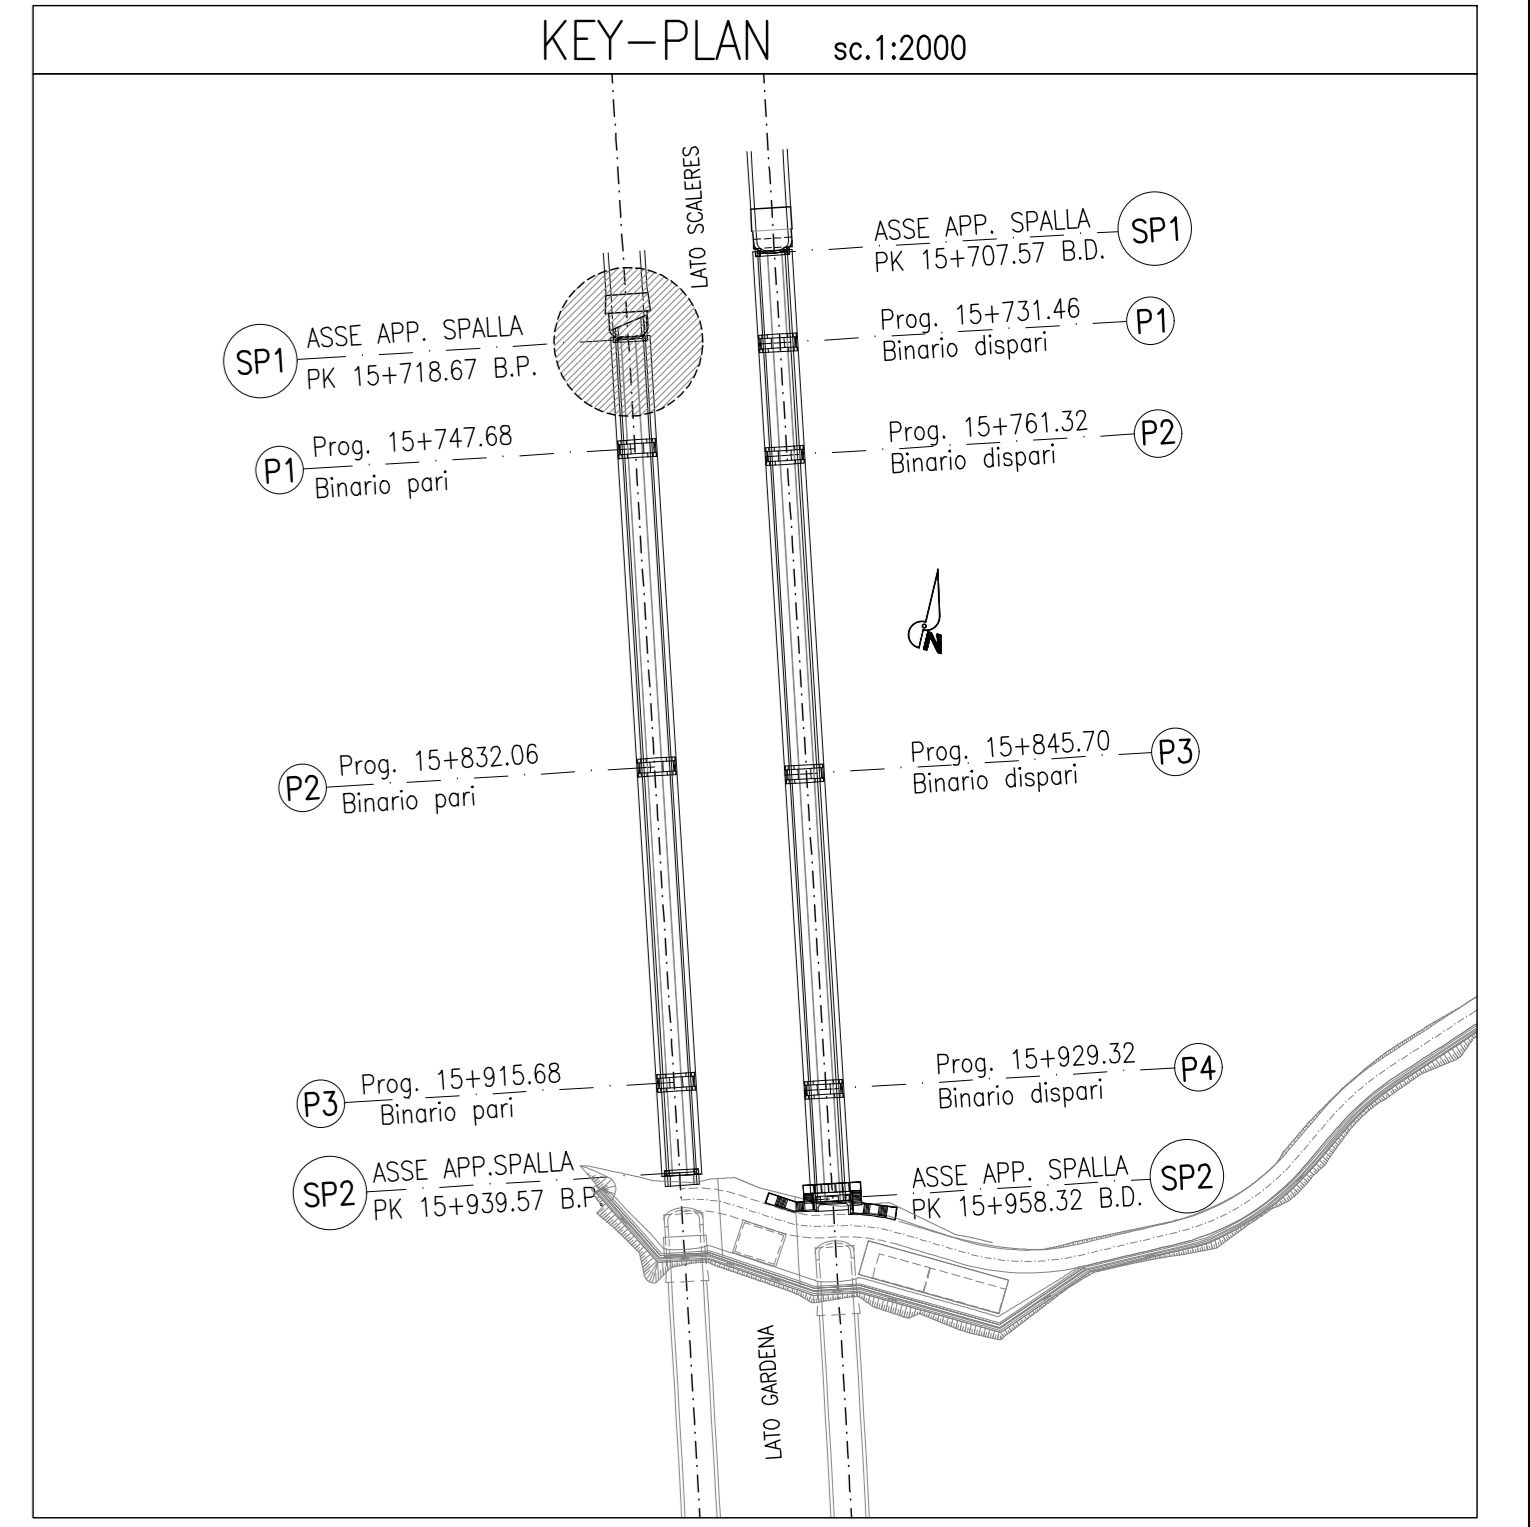 KEY-PLAN sc.1:2000
LATO SCALERES
ASSE APP. SPALLA
PK 15+707.57 B.D.
SP1
Prog. 15+731.46
Binario dispari
P1
SP1
ASSE APP. SPALLA
PK 15+718.67 B.P.
Prog. 15+761.32
Binario dispari
P2
P1
Prog. 15+747.68
Binario pari
N
Prog. 15+845.70
Binario dispari
P3
P2
Prog. 15+832.06
Binario pari
Prog. 15+929.32
Binario dispari
P4
P3
Prog. 15+915.68
Binario pari
SP2
ASSE APP.SPALLA
PK 15+939.57 B.P
ASSE APP. SPALLA
PK 15+958.32 B.D.
SP2
LATO GARDENA